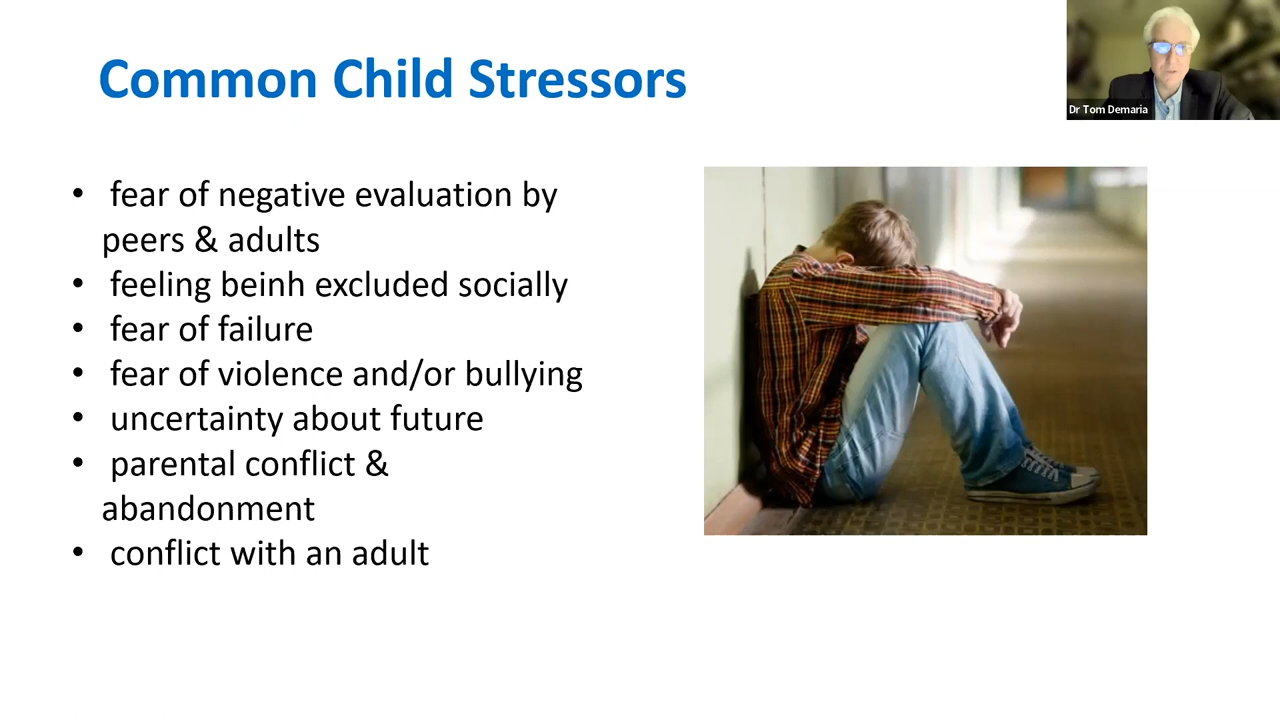 Common Child Stressors
Dr Tom Demaria
• fear of negative evaluation by
peers & adults
• feeling beinh excluded socially
• fear of failure
• fear of violence and/or bullying
• uncertainty about future
• parental conflict &
abandonment
• conflict with an adult